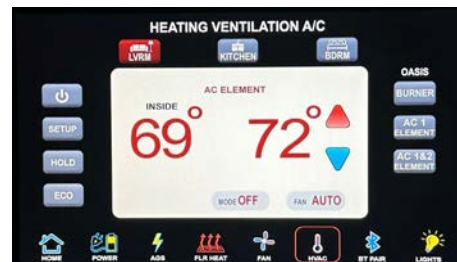 HEATING VENTILATION A/C
LVRM
KITCHEN
BDRM
OASIS
BURNER
SETUP
AC 1
ELEMENT
HOLD
AC 1&2
ELEMENT
ECO
AC ELEMENT
INSIDE
69°
72°
MODE OFF
FAN AUTO
HOME
POWER
AGS
FLR HEAT
FAN
HVAC
BT PAIR
LIGHTS